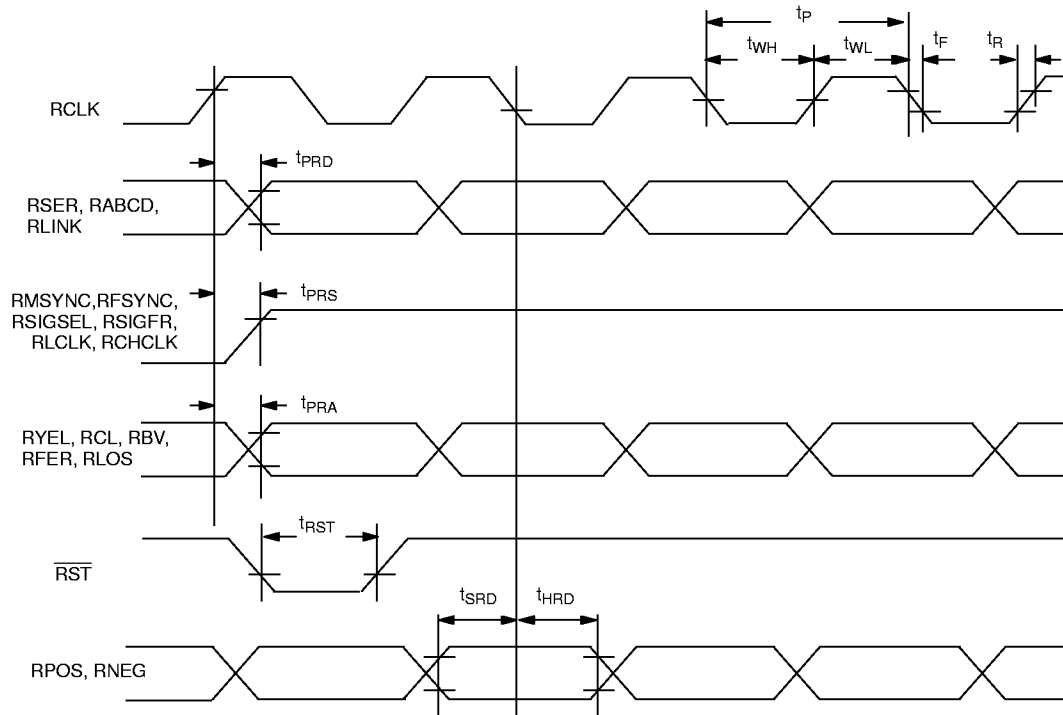 tP
tWH
tWL
tF
tR
RCLK
tPRD
RSER, RABCD,
RLINK
tPRS
RMSYNC,RFSYNC,
RSIGSEL, RSIGFR,
RLCLK, RCHCLK
tPRA
RYEL, RCL, RBV,
RFER, RLOS
tRST
RST
tSRD
tHRD
RPOS, RNEG